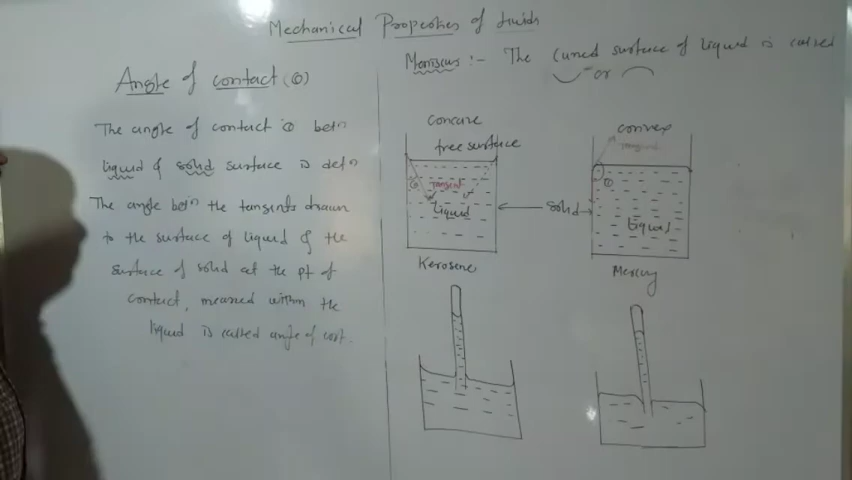 Mechanical Properties of fluids
Angle of contact (θ)
The angle of contact θ betn
liquid & solid surface is defn
The angle betn the tangents drawn
to the surface of liquid & the
surface of solid at the pt of
contact, measured within the
liquid is called angle of cont.
Meniscus :- The curved surface of liquid is called
or
concave
free surface
θ tangent
liquid
Kerosene
solid
convex
tangent
θ
liquid
Mercury